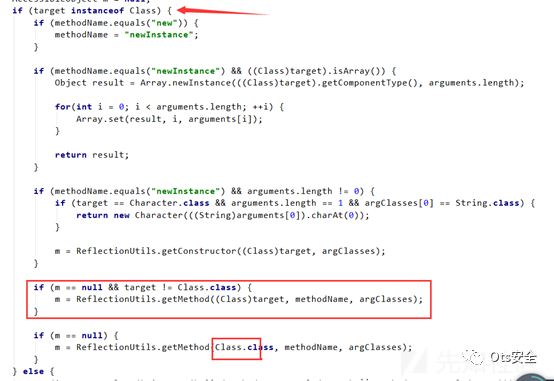 if (target instanceof Class) {
if (methodName.equals("new")) {
methodName = "newInstance";
}
if (methodName.equals("newInstance") && ((Class)target).isArray()) {
Object result = Array.newInstance(((Class)target).getComponentType(), arguments.length);
for(int i = 0; i < arguments.length; ++i) {
Array.set(result, i, arguments[i]);
}
return result;
}
if (methodName.equals("newInstance") && arguments.length != 0) {
if (target == Character.class && arguments.length == 1 && argClasses[0] == String.class) {
return new Character(((String)arguments[0]).charAt(0));
}
m = ReflectionUtils.getConstructor((Class)target, argClasses);
}
if (m == null && target != Class.class) {
m = ReflectionUtils.getMethod((Class)target, methodName, argClasses);
}
if (m == null) {
m = ReflectionUtils.getMethod(Class.class, methodName, argClasses);
}
} else {
Ots安全